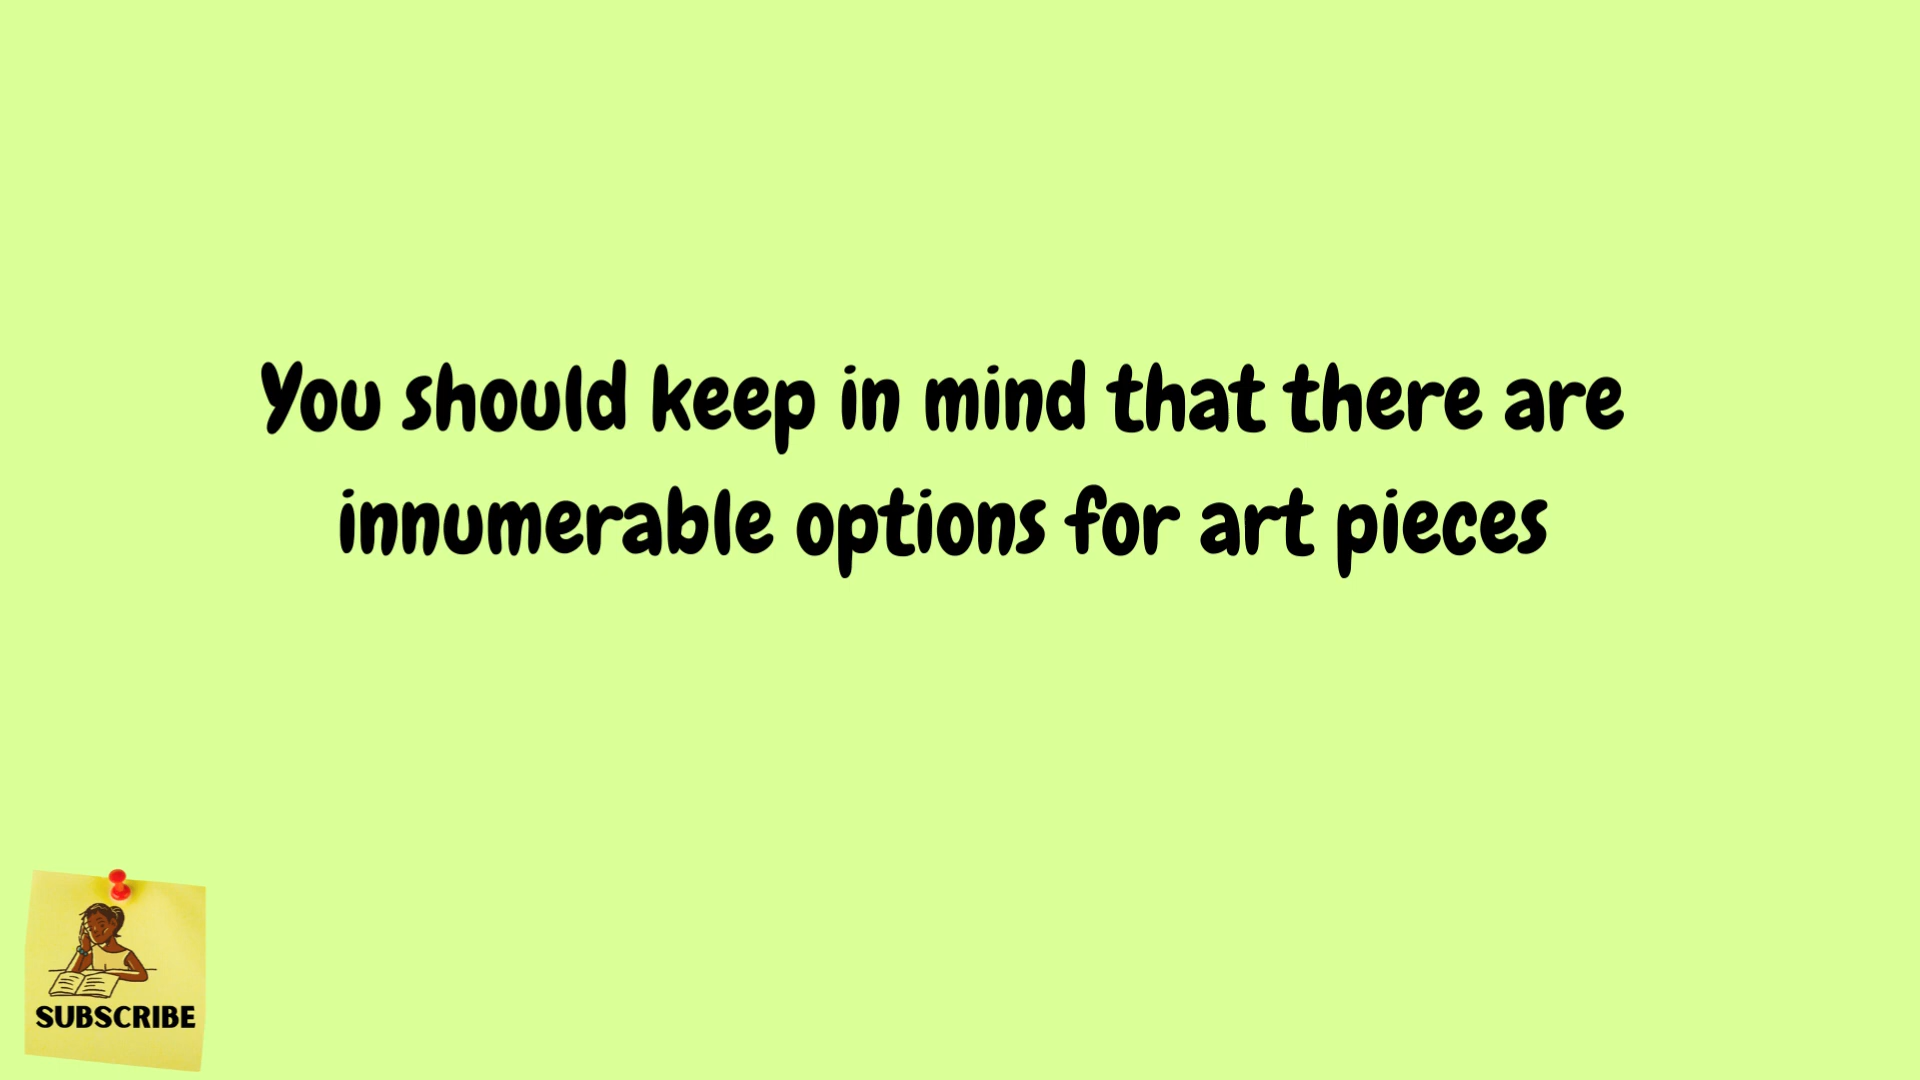 You should keep in mind that there are
innumerable options for art pieces
SUBSCRIBE